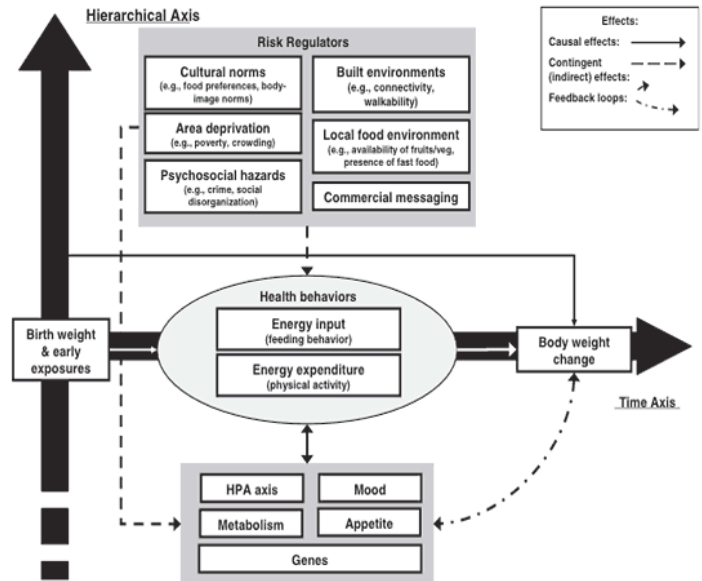 Hierarchical Axis
Effects:
Causal effects:
Contingent
(indirect) effects:
Feedback loops:
Risk Regulators
Cultural norms
(e.g., food preferences, body-
image norms)
Area deprivation
(e.g., poverty, crowding)
Psychosocial hazards
(e.g., crime, social
disorganization)
Built environments
(e.g., connectivity,
walkability)
Local food environment
(e.g., availability of fruits/veg,
presence of fast food)
Commercial messaging
Birth weight
& early
exposures
Health behaviors
Energy input
(feeding behavior)
Energy expenditure
(physical activity)
Body weight
change
Time Axis
HPA axis
Mood
Metabolism
Appetite
Genes